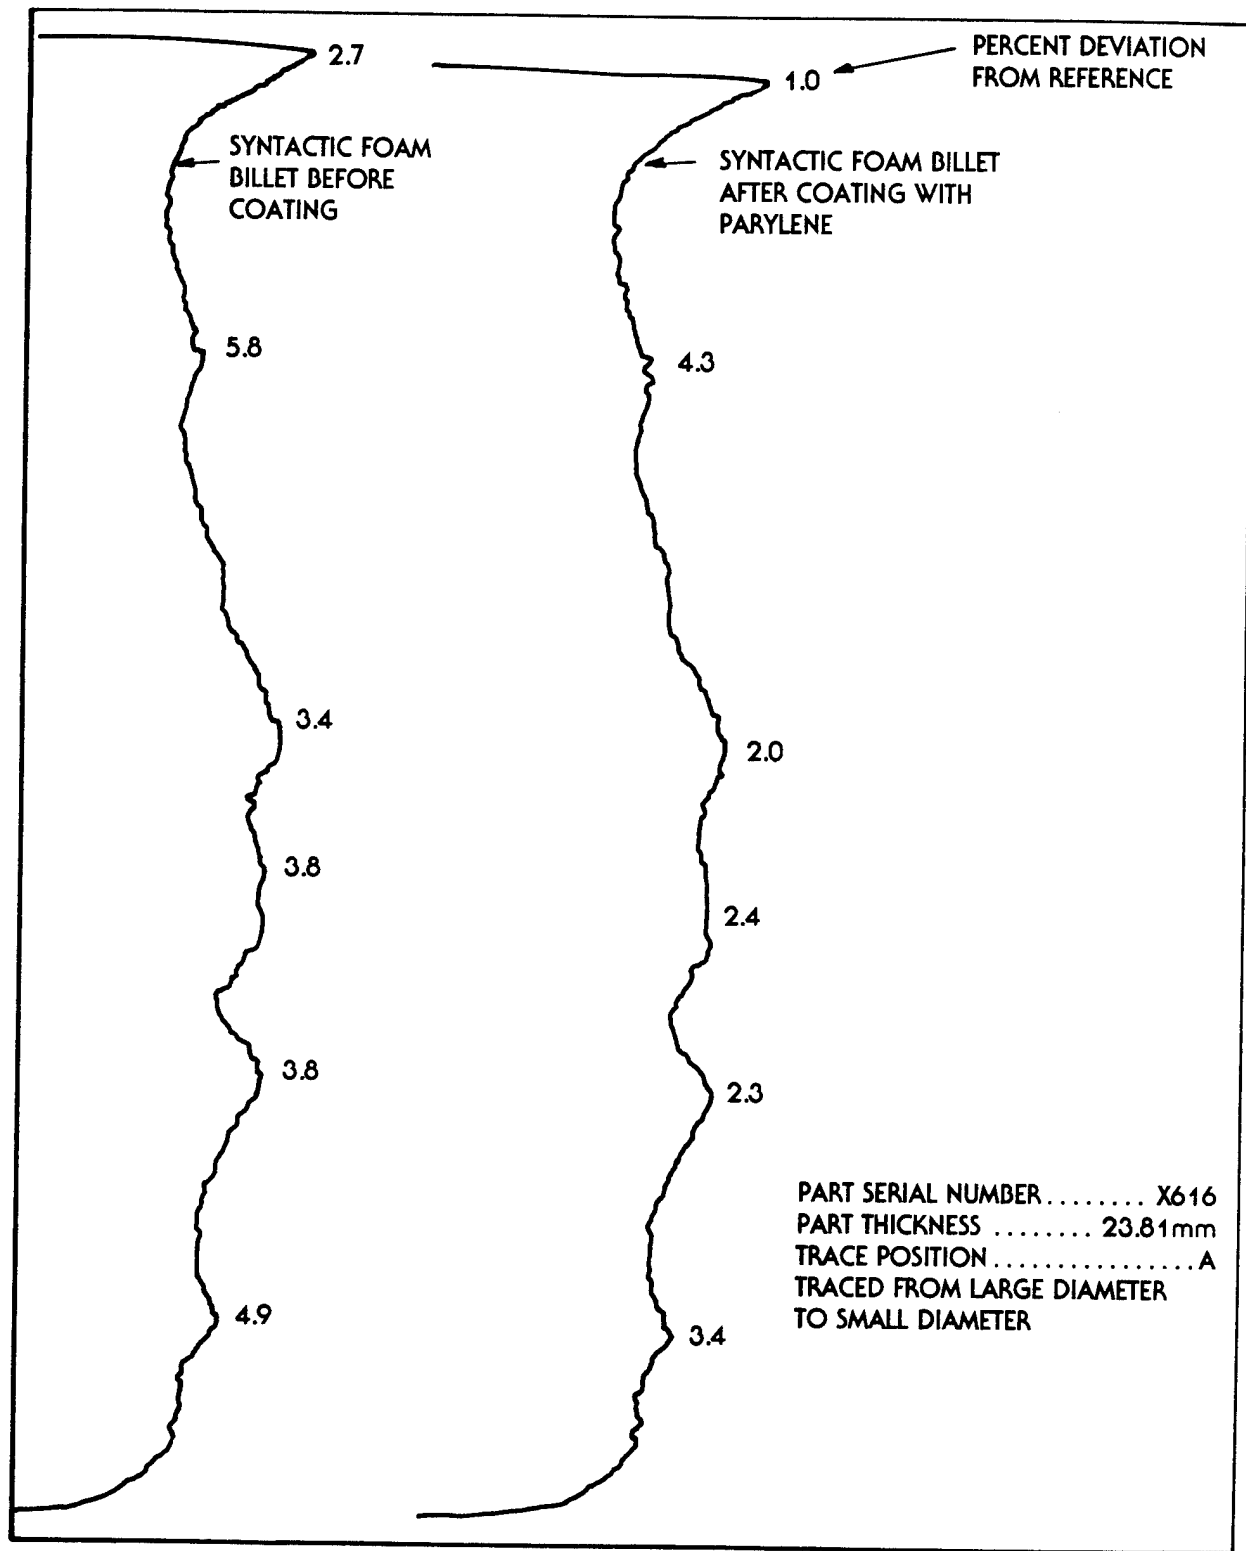 2.7
1.0
PERCENT DEVIATION
FROM REFERENCE
SYNTACTIC FOAM
BILLET BEFORE
COATING
SYNTACTIC FOAM BILLET
AFTER COATING WITH
PARYLENE
5.8
4.3
3.4
2.0
3.8
2.4
3.8
2.3
4.9
3.4
PART SERIAL NUMBER ........ X616
PART THICKNESS ........ 23.81mm
TRACE POSITION ................ A
TRACED FROM LARGE DIAMETER
TO SMALL DIAMETER